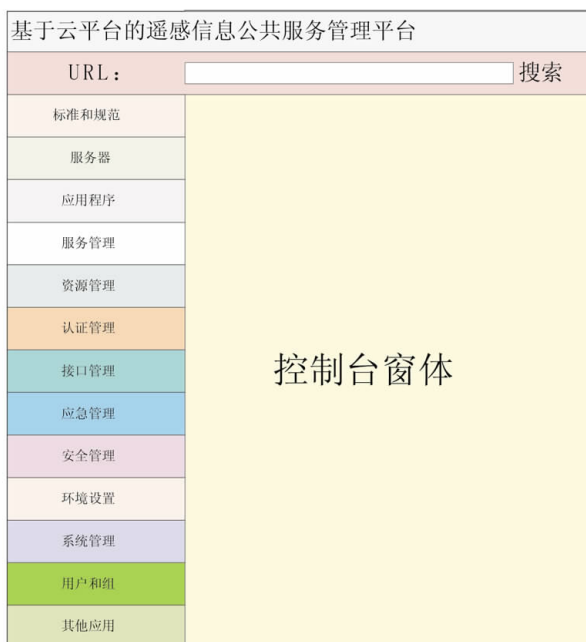 基于云平台的遥感信息公共服务管理平台
URL： 搜索
标准和规范
服务器
应用程序
服务管理
资源管理
认证管理
接口管理
控制台窗体
应急管理
安全管理
环境设置
系统管理
用户和组
其他应用